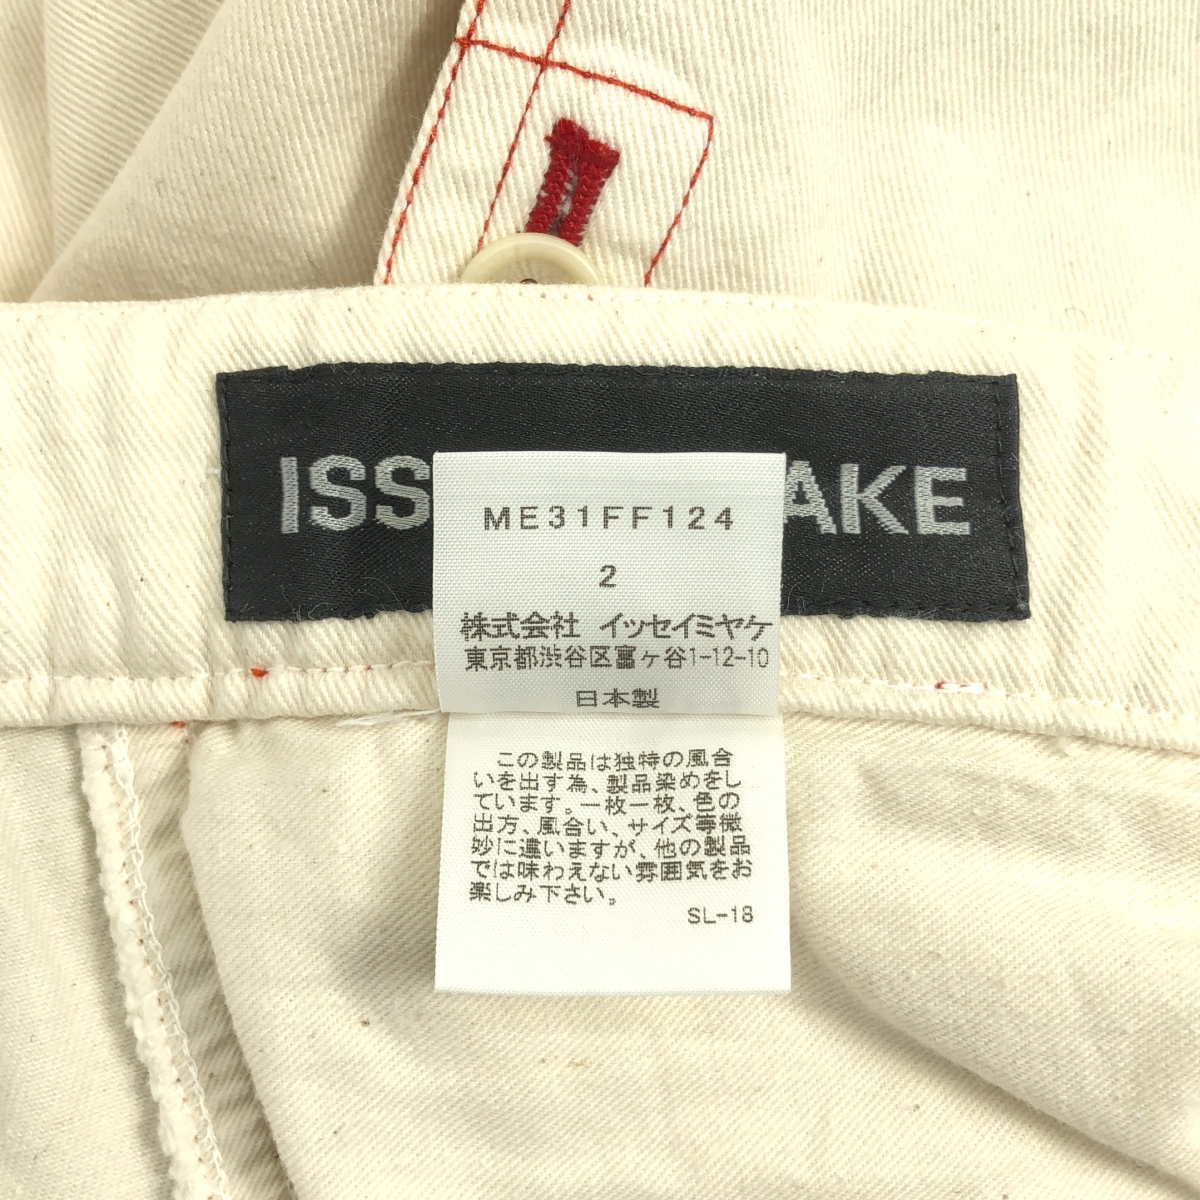 ISS AKE
ME31FF124
2
株式会社 イッセイミヤケ
東京都渋谷区富ヶ谷1-12-10
日本製
この製品は独特の風合
いを出す為、製品染めをし
ています。一枚一枚、色の
出方、風合い、サイズ等微
妙に違いますが、他の製品
では味わえない雰囲気をお
楽しみ下さい。
SL-18